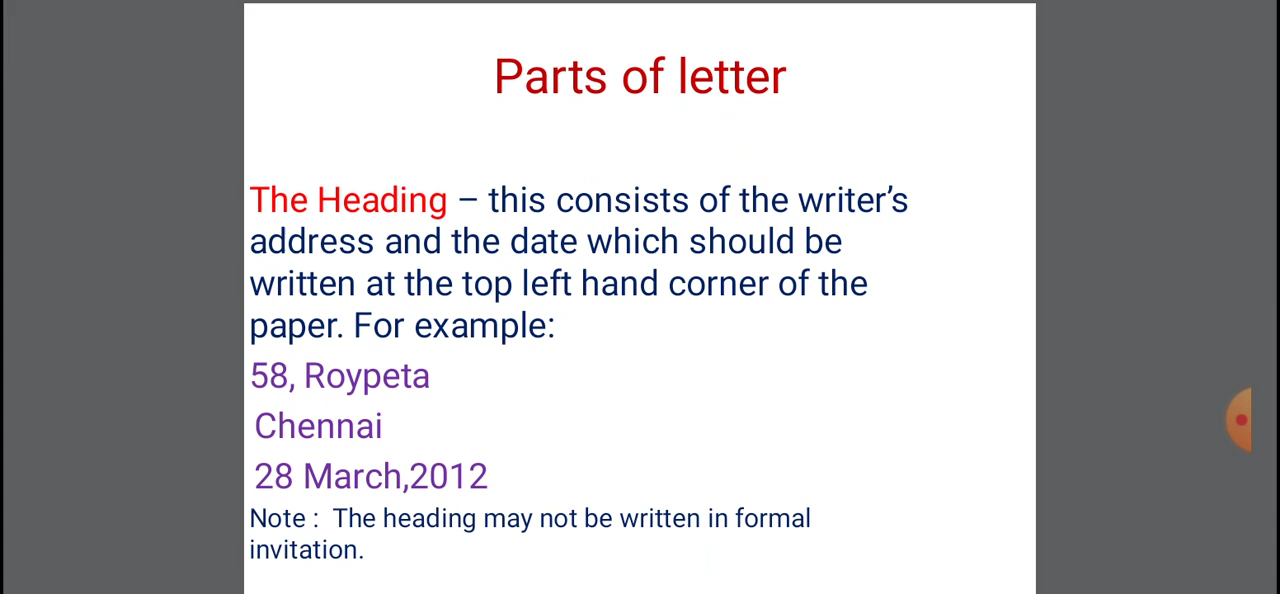 Parts of letter
The Heading – this consists of the writer’s
address and the date which should be
written at the top left hand corner of the
paper. For example:
58, Roypeta
Chennai
28 March,2012
Note :  The heading may not be written in formal
invitation.